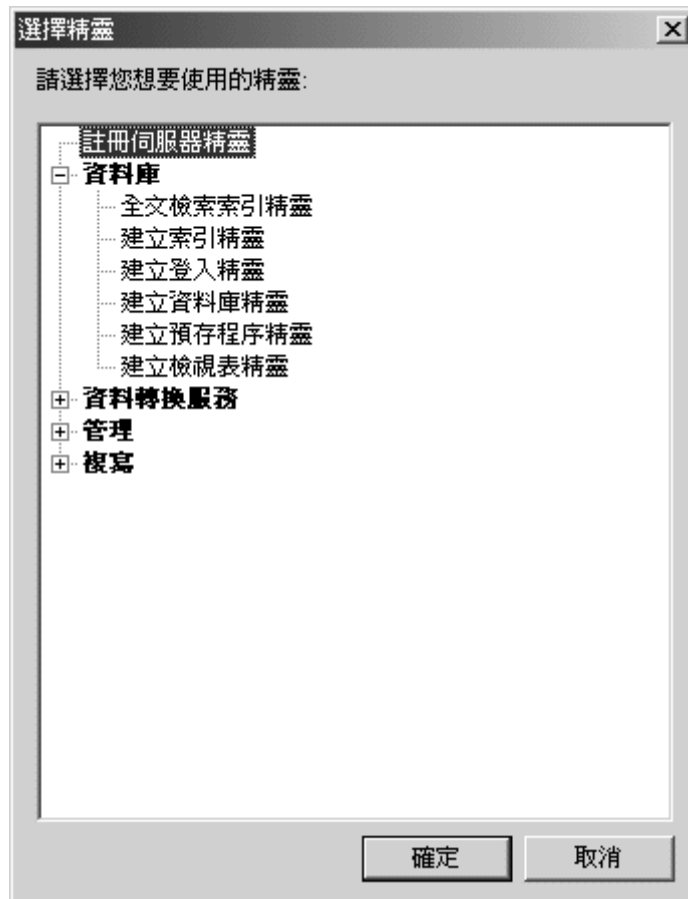 選擇精靈
請選擇您想要使用的精靈:
註冊伺服器精靈
資料庫
全文檢索索引精靈
建立索引精靈
建立登入精靈
建立資料庫精靈
建立預存程序精靈
建立檢視表精靈
資料轉換服務
管理
複寫
確定
取消